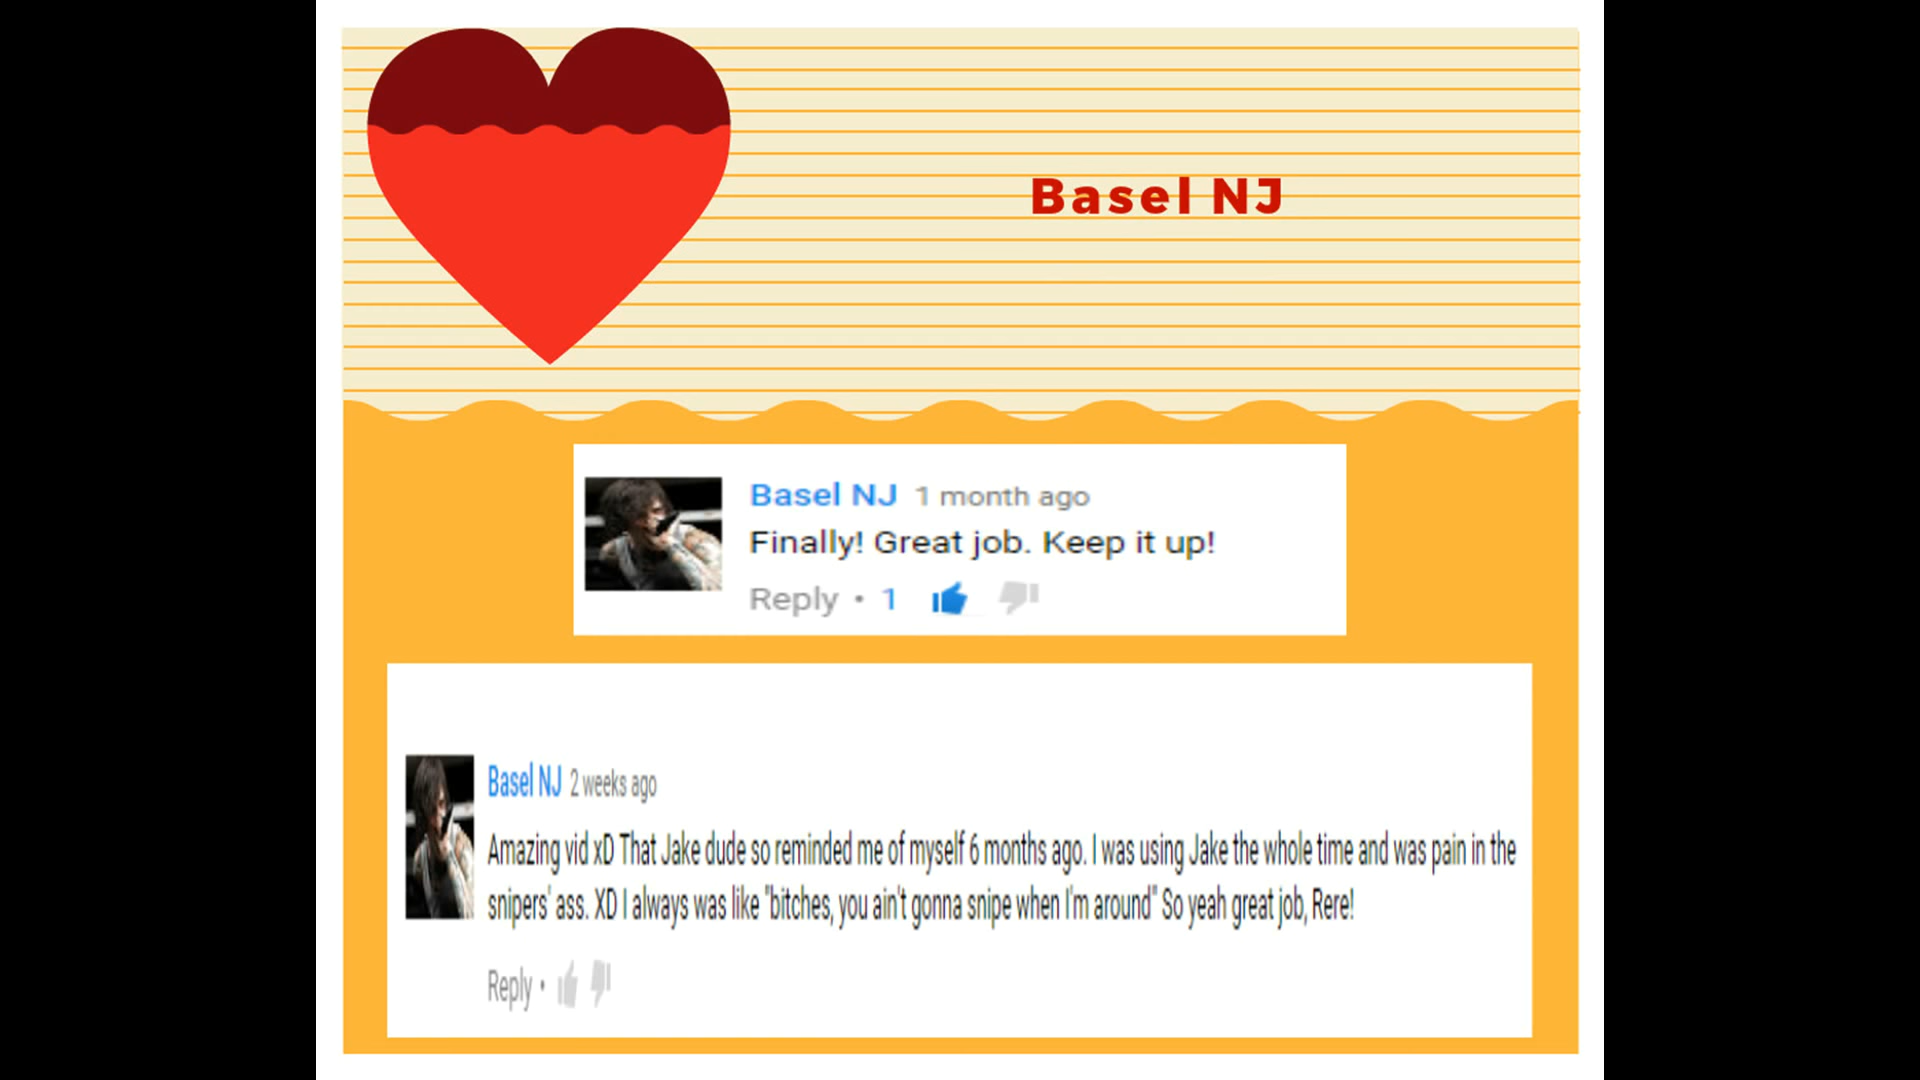 Basel NJ
Basel NJ 1 month ago
Finally! Great job. Keep it up!
Reply • 1
Basel NJ 2 weeks ago
Amazing vid xD That Jake dude so reminded me of myself 6 months ago. I was using Jake the whole time and was pain in the
snipers' ass. XD I always was like "bitches, you ain't gonna snipe when I'm around" So yeah great job, Rere!
Reply •